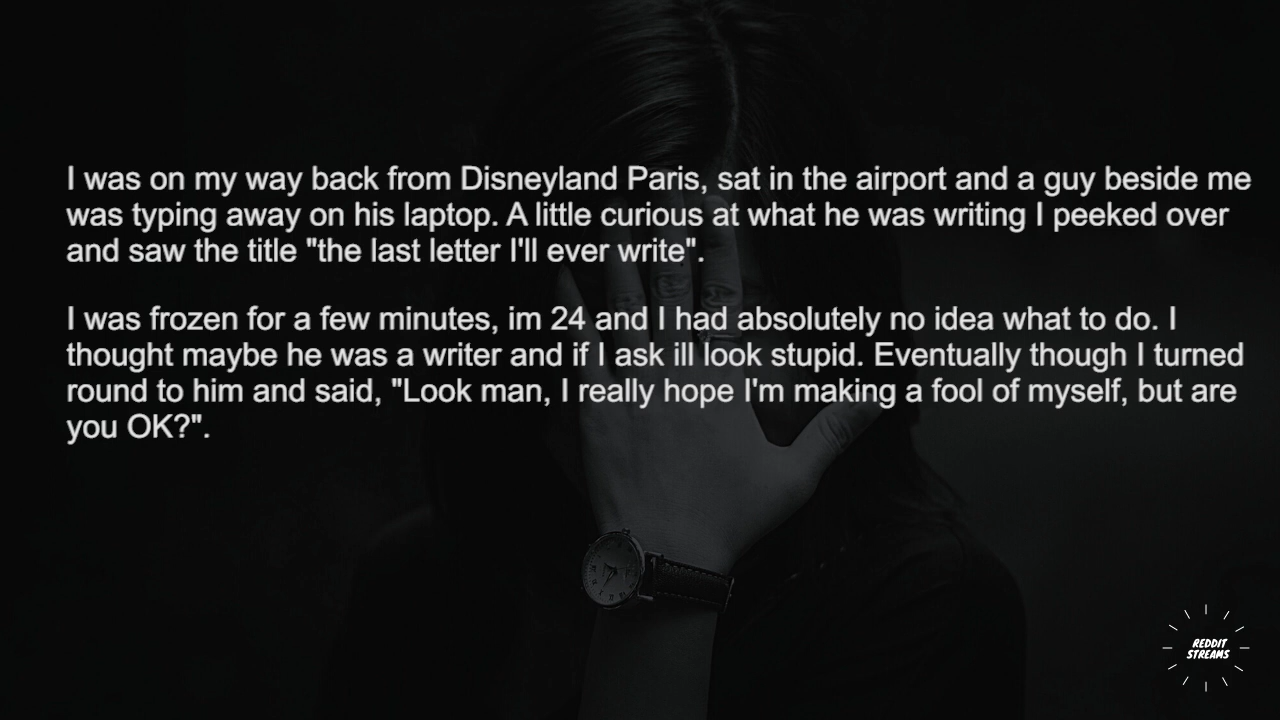 I was on my way back from Disneyland Paris, sat in the airport and a guy beside me
was typing away on his laptop. A little curious at what he was writing I peeked over
and saw the title "the last letter I'll ever write".
I was frozen for a few minutes, im 24 and I had absolutely no idea what to do. I
thought maybe he was a writer and if I ask ill look stupid. Eventually though I turned
round to him and said, "Look man, I really hope I'm making a fool of myself, but are
you OK?".
REDDIT
STREAMS